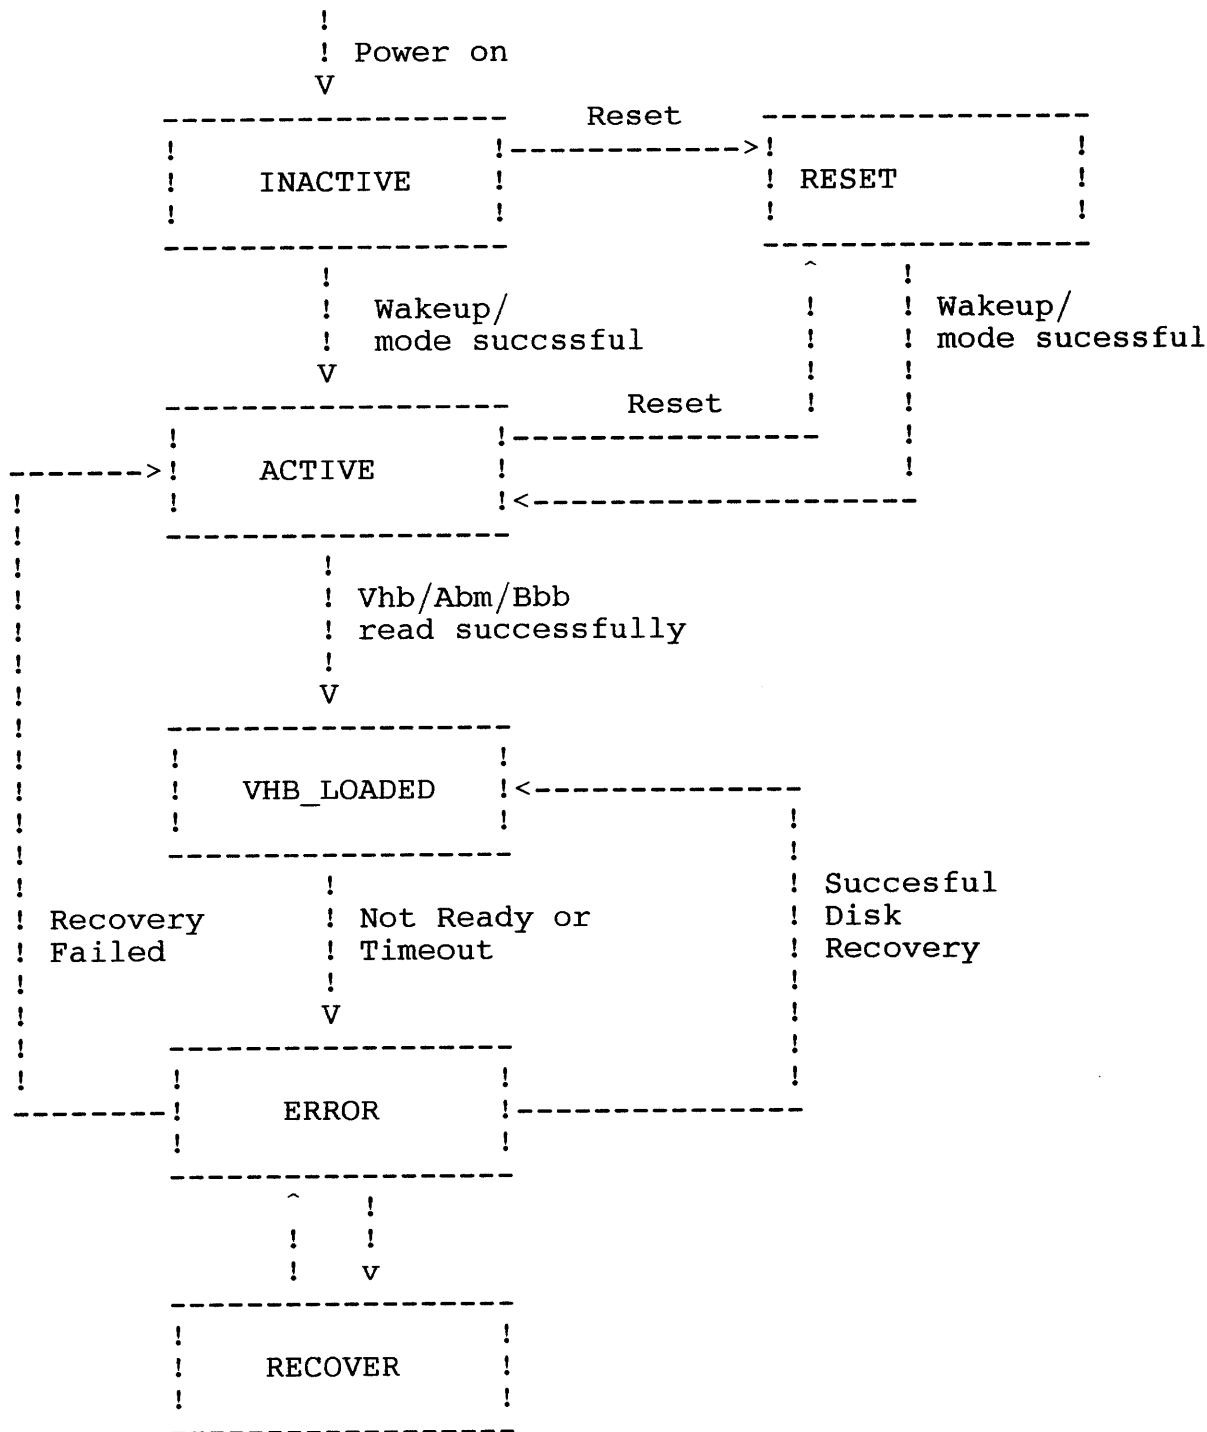 Power on
Reset
INACTIVE
RESET
Wakeup/
mode succssful
Wakeup/
mode sucessful
Reset
ACTIVE
Vhb/Abm/Bbb
read successfully
VHB_LOADED
Recovery
Failed
Not Ready or
Timeout
Succesful
Disk
Recovery
ERROR
RECOVER